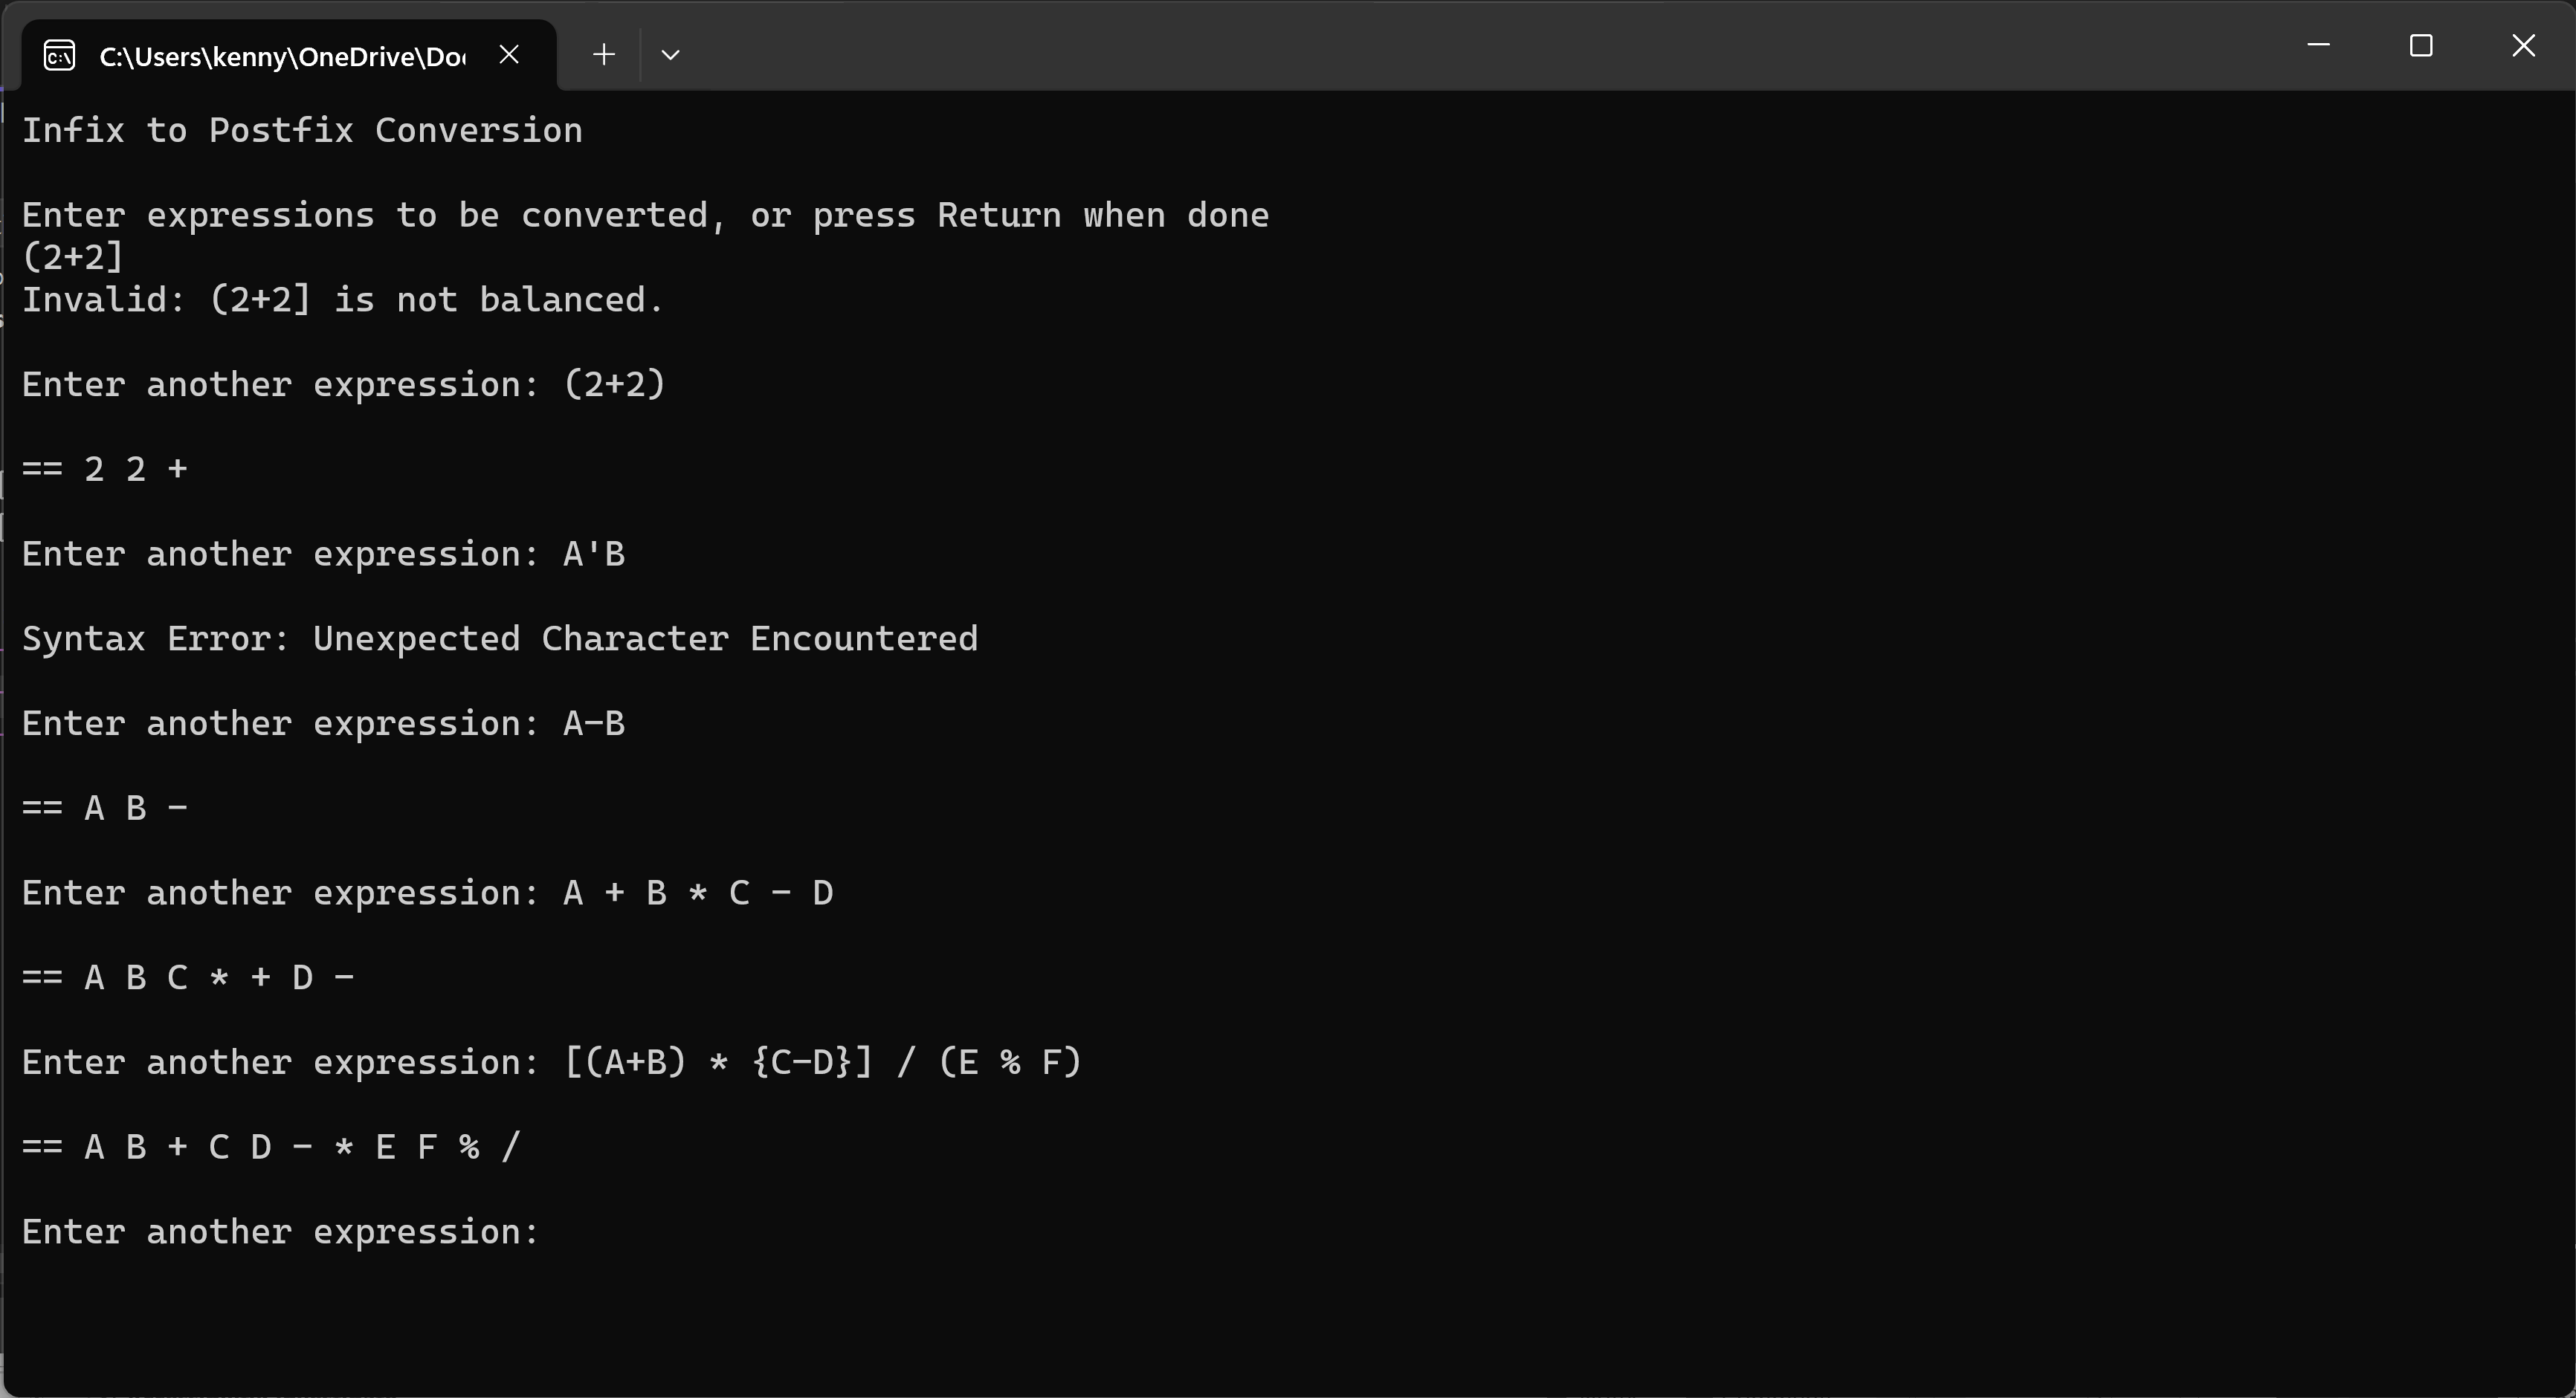 C:\Users\kenny\OneDrive\Do
Infix to Postfix Conversion
Enter expressions to be converted, or press Return when done
(2+2]
Invalid: (2+2] is not balanced.
Enter another expression: (2+2)
== 2 2 +
Enter another expression: A'B
Syntax Error: Unexpected Character Encountered
Enter another expression: A-B
== A B -
Enter another expression: A + B * C - D
== A B C * + D -
Enter another expression: [(A+B) * {C-D}] / (E % F)
== A B + C D - * E F % /
Enter another expression: